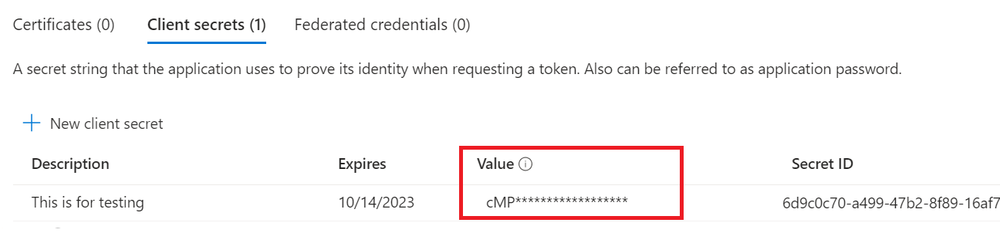 Certificates (0) Client secrets (1) Federated credentials (0)
A secret string that the application uses to prove its identity when requesting a token. Also can be referred to as application password.
New client secret
Description Expires Value Secret ID
This is for testing 10/14/2023 cMP****************** 6d9c0c70-a499-47b2-8f89-16af7